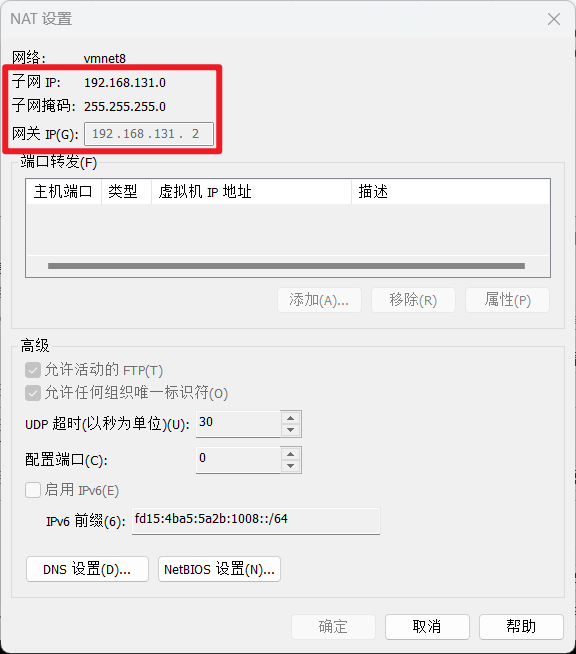 NAT 设置
网络: vmnet8
子网 IP: 192.168.131.0
子网掩码: 255.255.255.0
网关 IP(G): 192 . 168 . 131 . 2
端口转发(F)
主机端口 类型 虚拟机 IP 地址 描述
添加(A)... 移除(R) 属性(P)
高级
允许活动的 FTP(T)
允许任何组织唯一标识符(O)
UDP 超时(以秒为单位)(U): 30
配置端口(C): 0
启用 IPv6(E)
IPv6 前缀(6): fd15:4ba5:5a2b:1008::/64
DNS 设置(D)... NetBIOS 设置(N)...
确定 取消 帮助